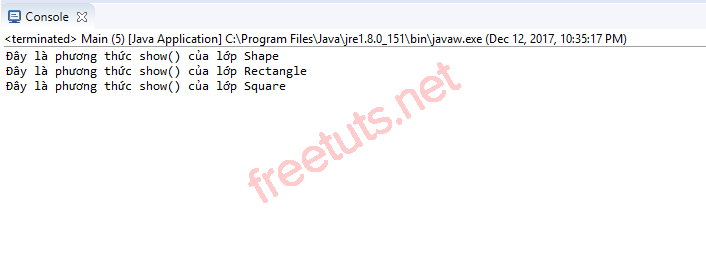 Console
<terminated> Main (5) [Java Application] C:\Program Files\Java\jre1.8.0_151\bin\javaw.exe (Dec 12, 2017, 10:35:17 PM)
Đây là phương thức show() của lớp Shape
Đây là phương thức show() của lớp Rectangle
Đây là phương thức show() của lớp Square
freetuts.net